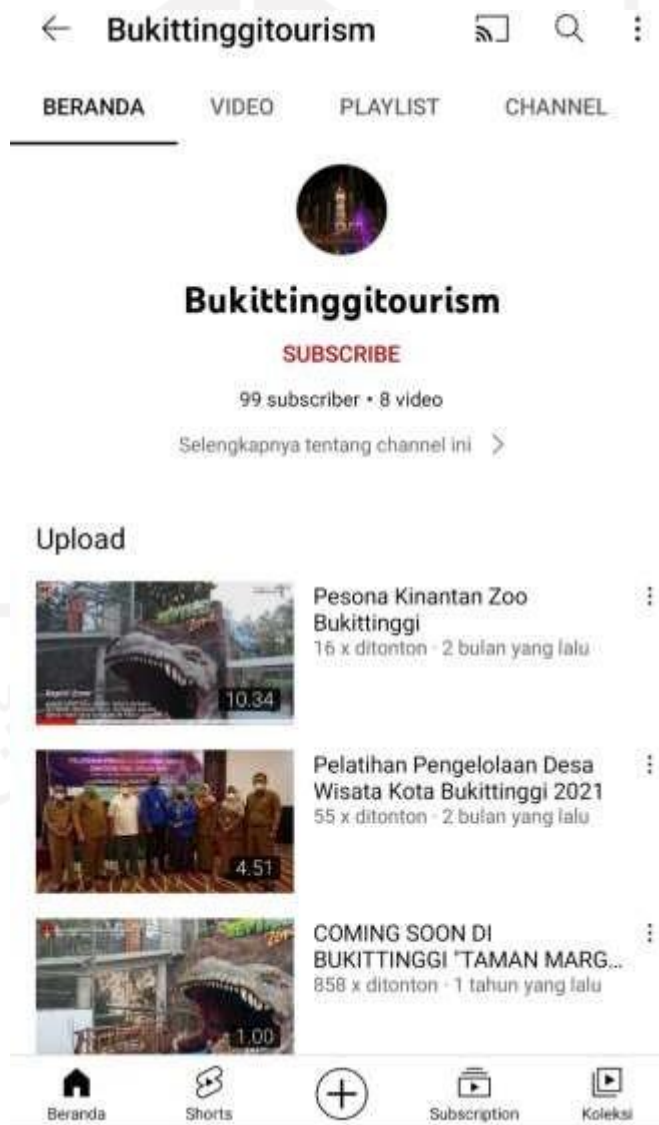 Bukittinggitourism
BERANDA VIDEO PLAYLIST CHANNEL
Bukittinggitourism
SUBSCRIBE
99 subscriber • 8 video
Selengkapnya tentang channel ini
Upload
Pesona Kinantan Zoo
Bukittinggi
16 x ditonton · 2 bulan yang lalu
10.34
Pelatihan Pengelolaan Desa
Wisata Kota Bukittinggi 2021
55 x ditonton · 2 bulan yang lalu
4.51
COMING SOON DI
BUKITTINGGI "TAMAN MARG...
858 x ditonton · 1 tahun yang lalu
1.00
Beranda Shorts Subscription Koleksi